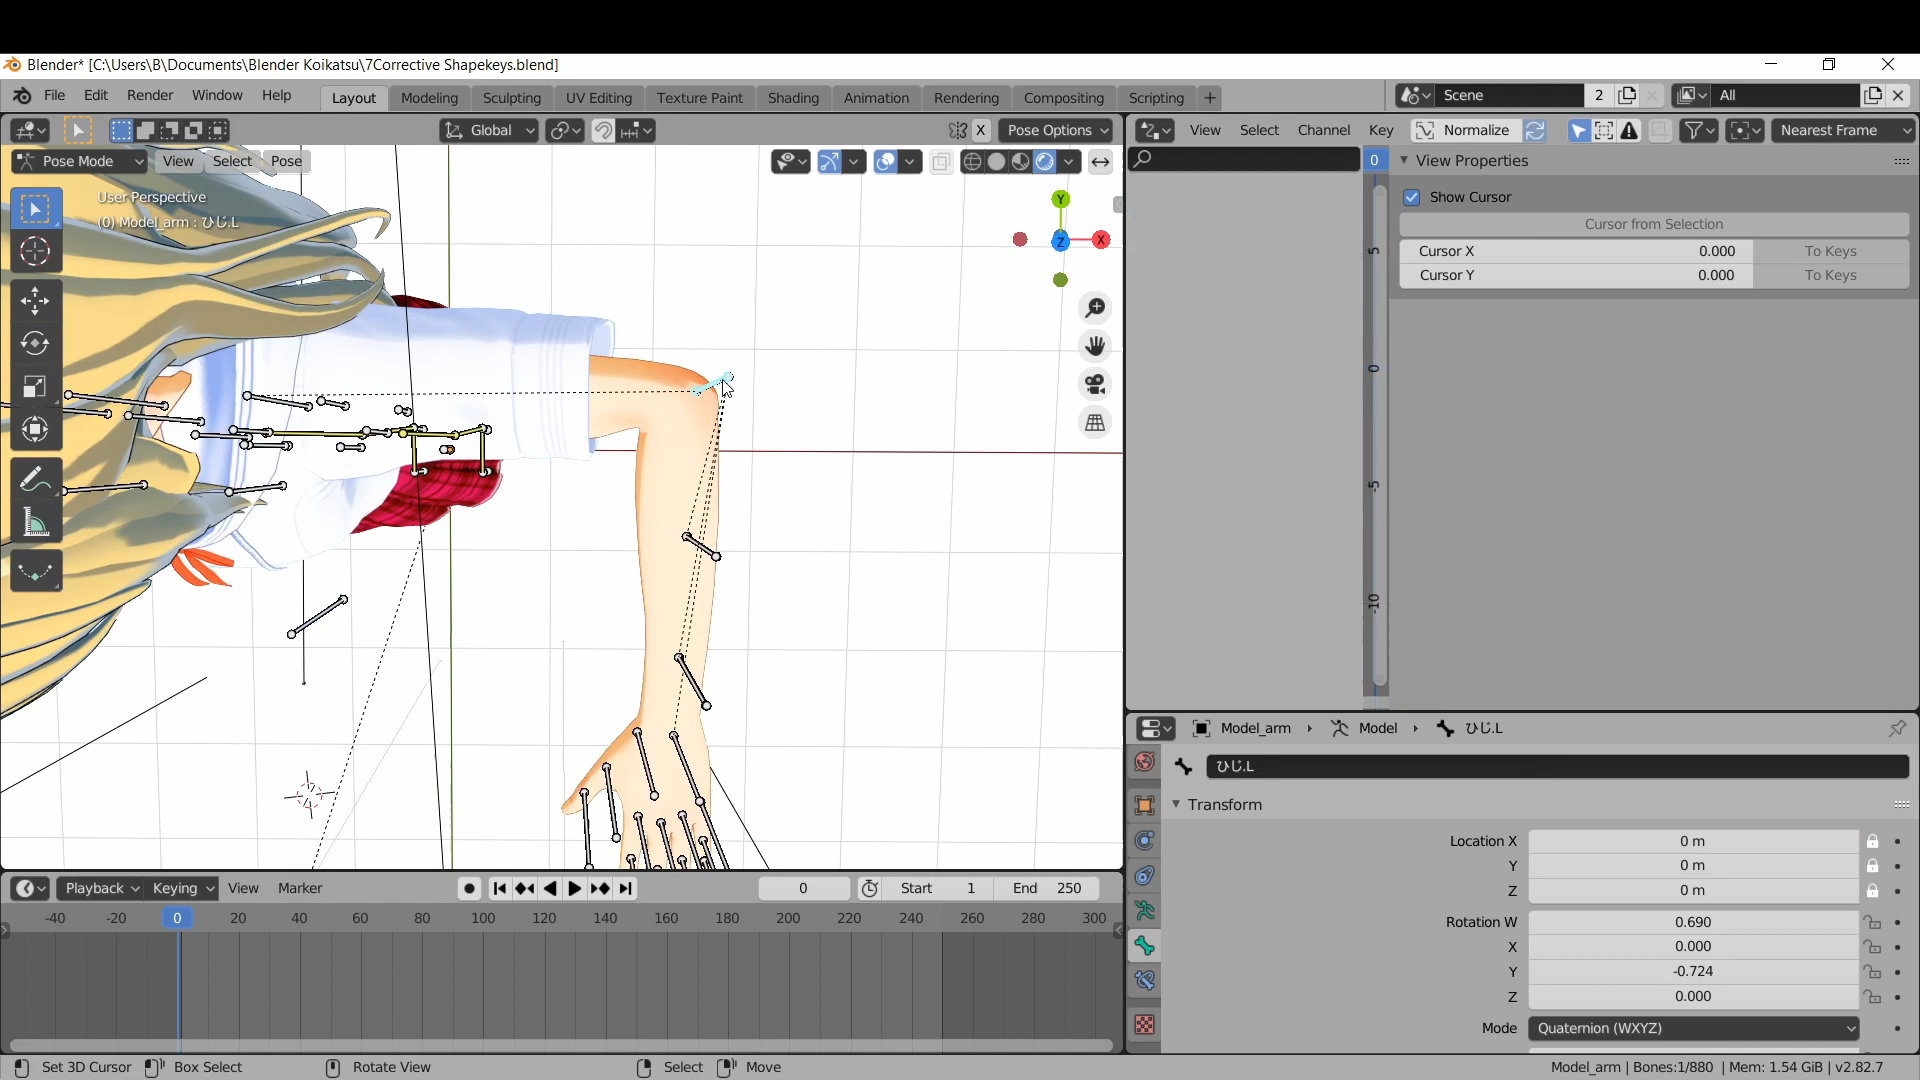 Blender* [C:\Users\B\Documents\Blender Koikatsu\7Corrective Shapekeys.blend]
File Edit Render Window Help Layout Modeling Sculpting UV Editing Texture Paint Shading Animation Rendering Compositing Scripting + Scene 2 All
Global X Pose Options View Select Channel Key Normalize Nearest Frame
Pose Mode View Select Pose 0 View Properties
User Perspective
(0) Model_arm : ひじ.L
Y
Z X
Show Cursor
Cursor from Selection
Cursor X 0.000 To Keys
Cursor Y 0.000 To Keys
5
0
-5
-10
Model_arm Model ひじ.L
ひじ.L
Transform
Location X 0 m
Y 0 m
Z 0 m
Rotation W 0.690
X 0.000
Y -0.724
Z 0.000
Mode Quaternion (WXYZ)
Playback Keying View Marker 0 Start 1 End 250
-40 -20 0 20 40 60 80 100 120 140 160 180 200 220 240 260 280 300
Set 3D Cursor Box Select Rotate View Select Move Model_arm | Bones:1/880 | Mem: 1.54 GiB | v2.82.7